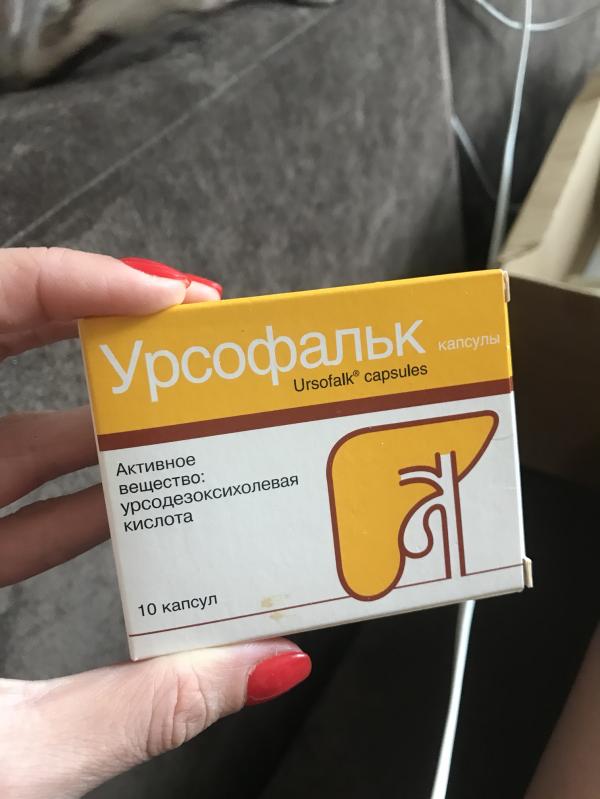 Урсофальк капсулы
Ursofalk® capsules
Активное
вещество:
урсодезоксихолевая
кислота
10 капсул